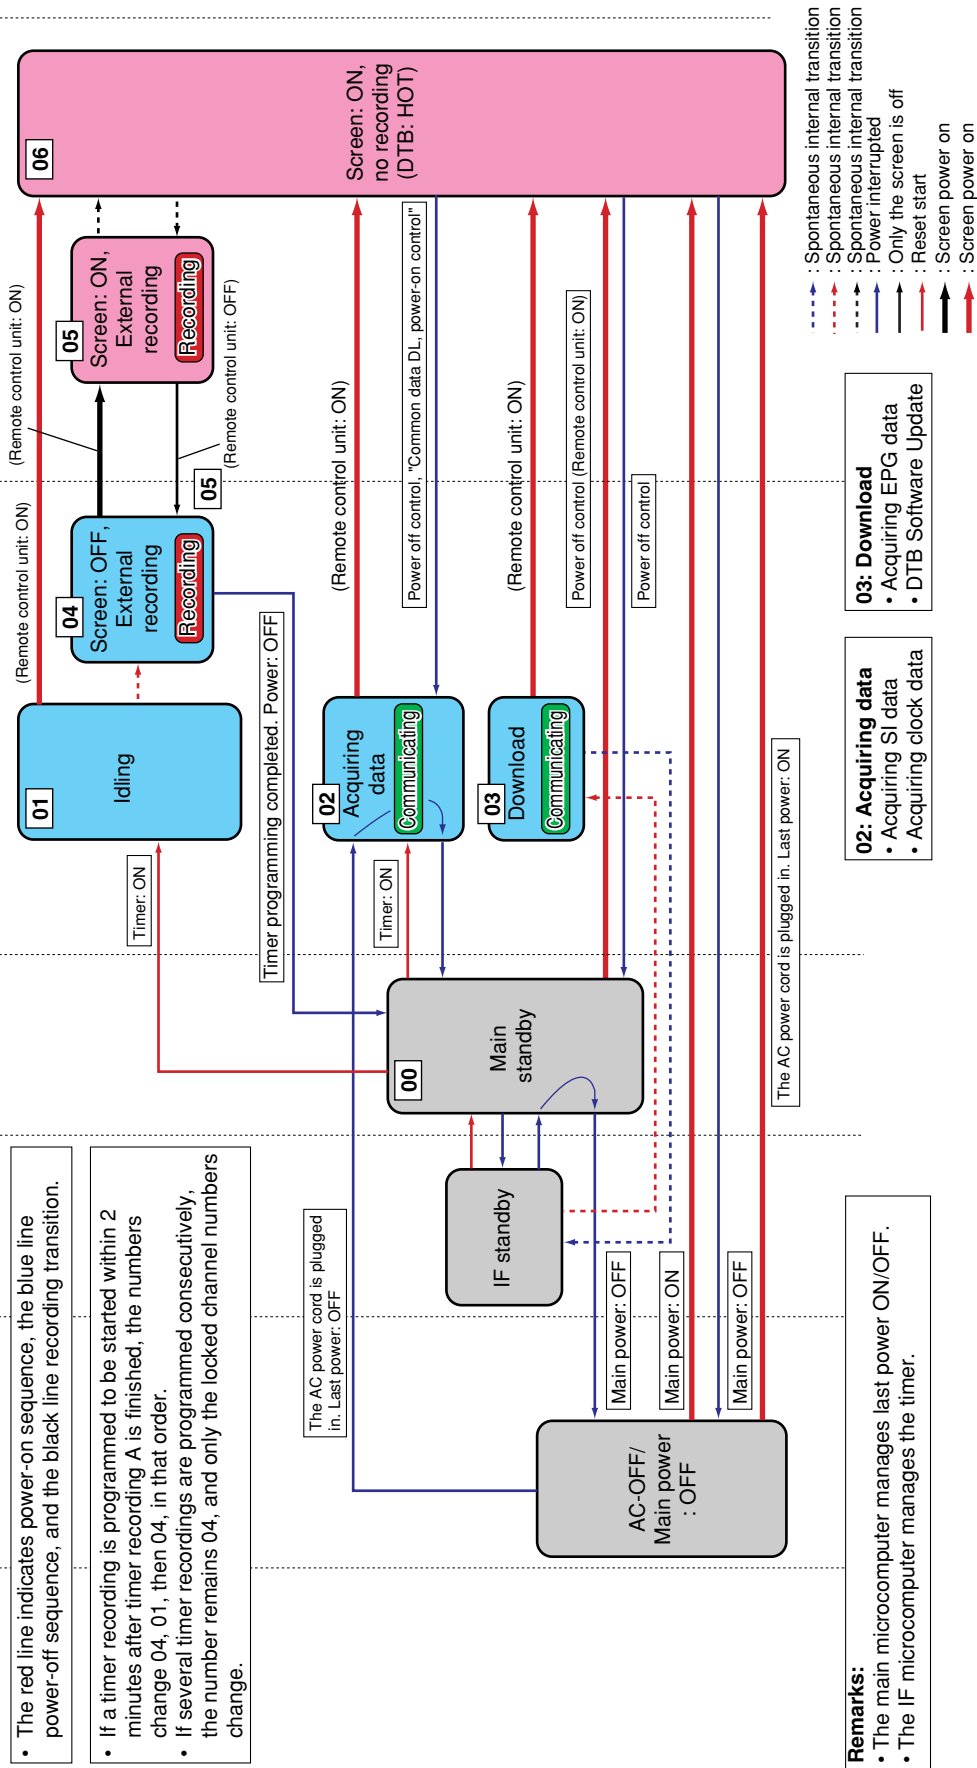 • The red line indicates power-on sequence, the blue line
power-off sequence, and the black line recording transition.
• If a timer recording is programmed to be started within 2
minutes after timer recording A is finished, the numbers
change 04, 01, then 04, in that order.
• If several timer recordings are programmed consecutively,
the number remains 04, and only the locked channel numbers
change.
The AC power cord is plugged
in. Last power: OFF
AC-OFF/
Main power
: OFF
IF standby
Main power: OFF
Main power: ON
Main power: OFF
00
Main
standby
Timer: ON
Timer programming completed. Power: OFF
Timer: ON
The AC power cord is plugged in. Last power: ON
01
Idling
02
Acquiring
data
Communicating
03
Download
Communicating
04
Screen: OFF,
External
recording
Recording
05
(Remote control unit: ON)
(Remote control unit: ON)
(Remote control unit: OFF)
05
Screen: ON,
External
recording
Recording
(Remote control unit: ON)
Power off control, "Common data DL, power-on control"
(Remote control unit: ON)
Power off control (Remote control unit: ON)
Power off control
06
Screen: ON,
no recording
(DTB: HOT)
Remarks:
• The main microcomputer manages last power ON/OFF.
• The IF microcomputer manages the timer.
02: Acquiring data
• Acquiring SI data
• Acquiring clock data
03: Download
• Acquiring EPG data
• DTB Software Update
: Spontaneous internal transition
: Spontaneous internal transition
: Spontaneous internal transition
: Power interrupted
: Only the screen is off
: Reset start
: Screen power on
: Screen power on